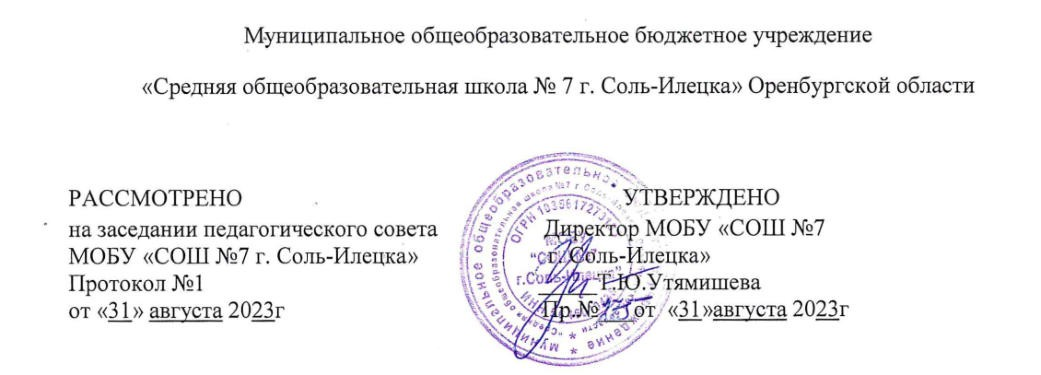 Муниципальное общеобразовательное бюджетное учреждение
«Средняя общеобразовательная школа № 7 г. Соль-Илецка» Оренбургской области
РАССМОТРЕНО
на заседании педагогического совета
МОБУ «СОШ №7 г. Соль-Илецка»
Протокол №1
от «31» августа 2023г
УТВЕРЖДЕНО
Директор МОБУ «СОШ №7
г. Соль-Илецка»
Т.Ю.Утямишева
Пр.№ от «31»августа 2023г